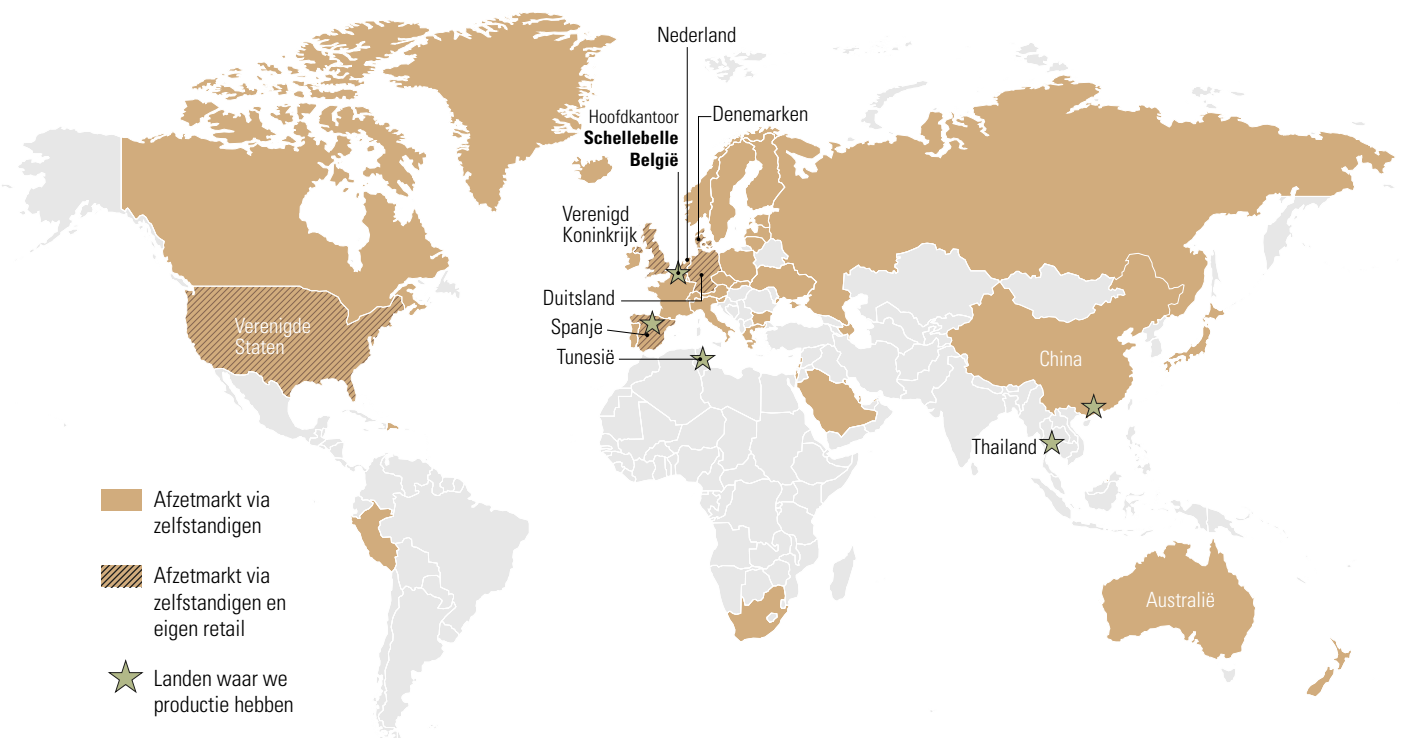 Nederland
Hoofdkantoor
Schellebelle
België
Denemarken
Verenigd
Koninkrijk
Duitsland
Spanje
Tunesië
Verenigde
Staten
China
Thailand
Australië
Afzetmarkt via
zelfstandigen
Afzetmarkt via
zelfstandigen en
eigen retail
Landen waar we
productie hebben